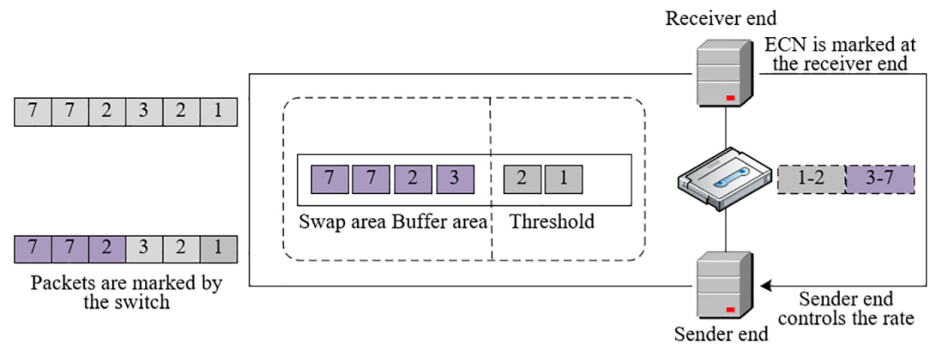 Receiver end
ECN is marked at
the receiver end
7 7 2 3 2 1
7 7 2 3 2 1
Swap area Buffer area Threshold
1-2 3-7
7 7 2 3 2 1
Packets are marked by
the switch
Sender end
controls the rate
Sender end